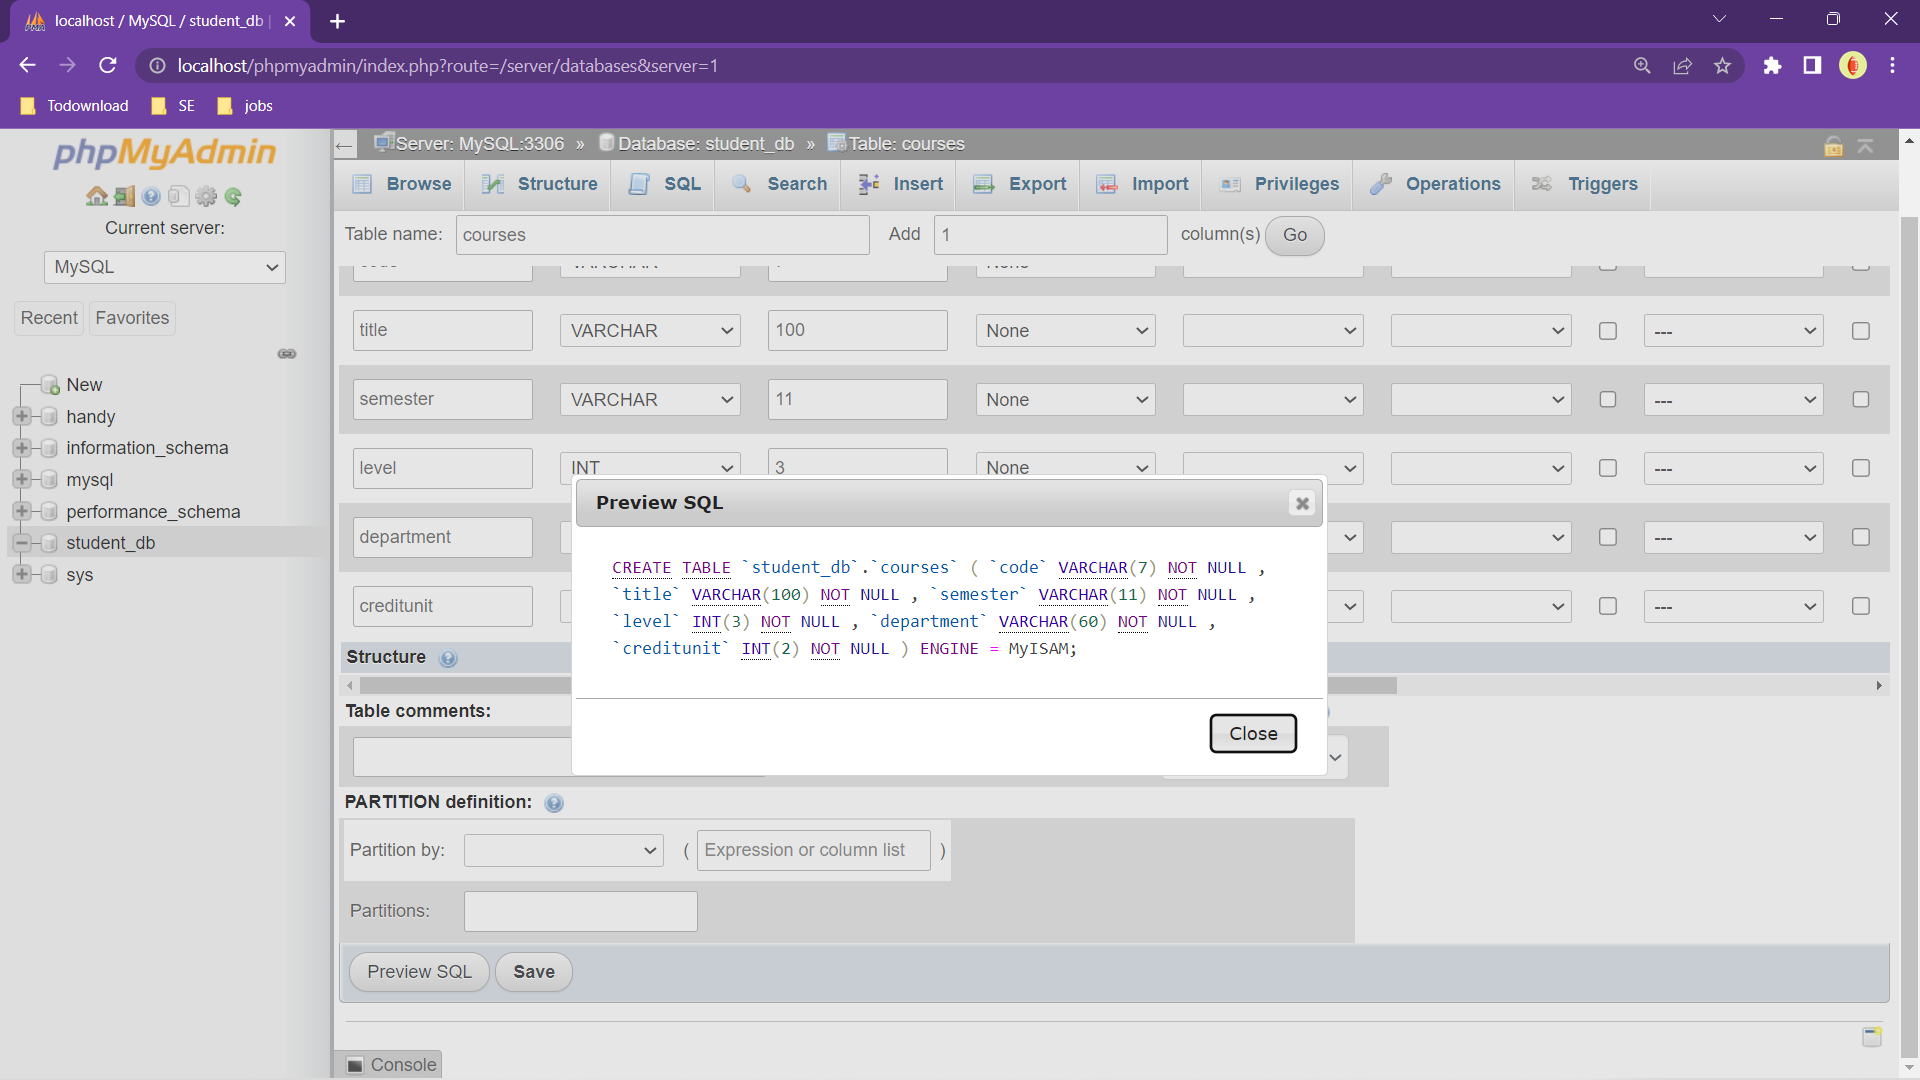 localhost / MySQL / student_db
localhost/phpmyadmin/index.php?route=/server/databases&server=1
Todownload SE jobs
phpMyAdmin
Current server:
MySQL
Recent Favorites
New
handy
information_schema
mysql
performance_schema
student_db
sys
Server: MySQL:3306 » Database: student_db » Table: courses
Browse Structure SQL Search Insert Export Import Privileges Operations Triggers
Table name: courses Add 1 column(s) Go
title VARCHAR 100 None ---
semester VARCHAR 11 None ---
level INT 3 None ---
department ---
creditunit ---
Preview SQL
CREATE TABLE `student_db`.`courses` ( `code` VARCHAR(7) NOT NULL ,
`title` VARCHAR(100) NOT NULL , `semester` VARCHAR(11) NOT NULL ,
`level` INT(3) NOT NULL , `department` VARCHAR(60) NOT NULL ,
`creditunit` INT(2) NOT NULL ) ENGINE = MyISAM;
Close
Structure
Table comments:
PARTITION definition:
Partition by: ( Expression or column list )
Partitions:
Preview SQL Save
Console